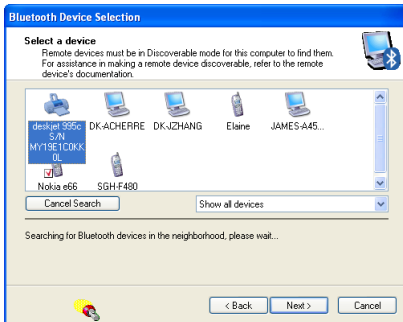 Bluetooth Device Selection
Select a device
Remote devices must be in Discoverable mode for this computer to find them.
For assistance in making a remote device discoverable, refer to the remote
device's documentation.
deskjet 995c
S/N
MY19E1C0KK
0L
DK-ACHERRE
DK-JZHANG
Elaine
JAMES-A45...
Nokia e66
SGH-F480
Cancel Search
Show all devices
Searching for Bluetooth devices in the neighborhood, please wait...
< Back
Next >
Cancel